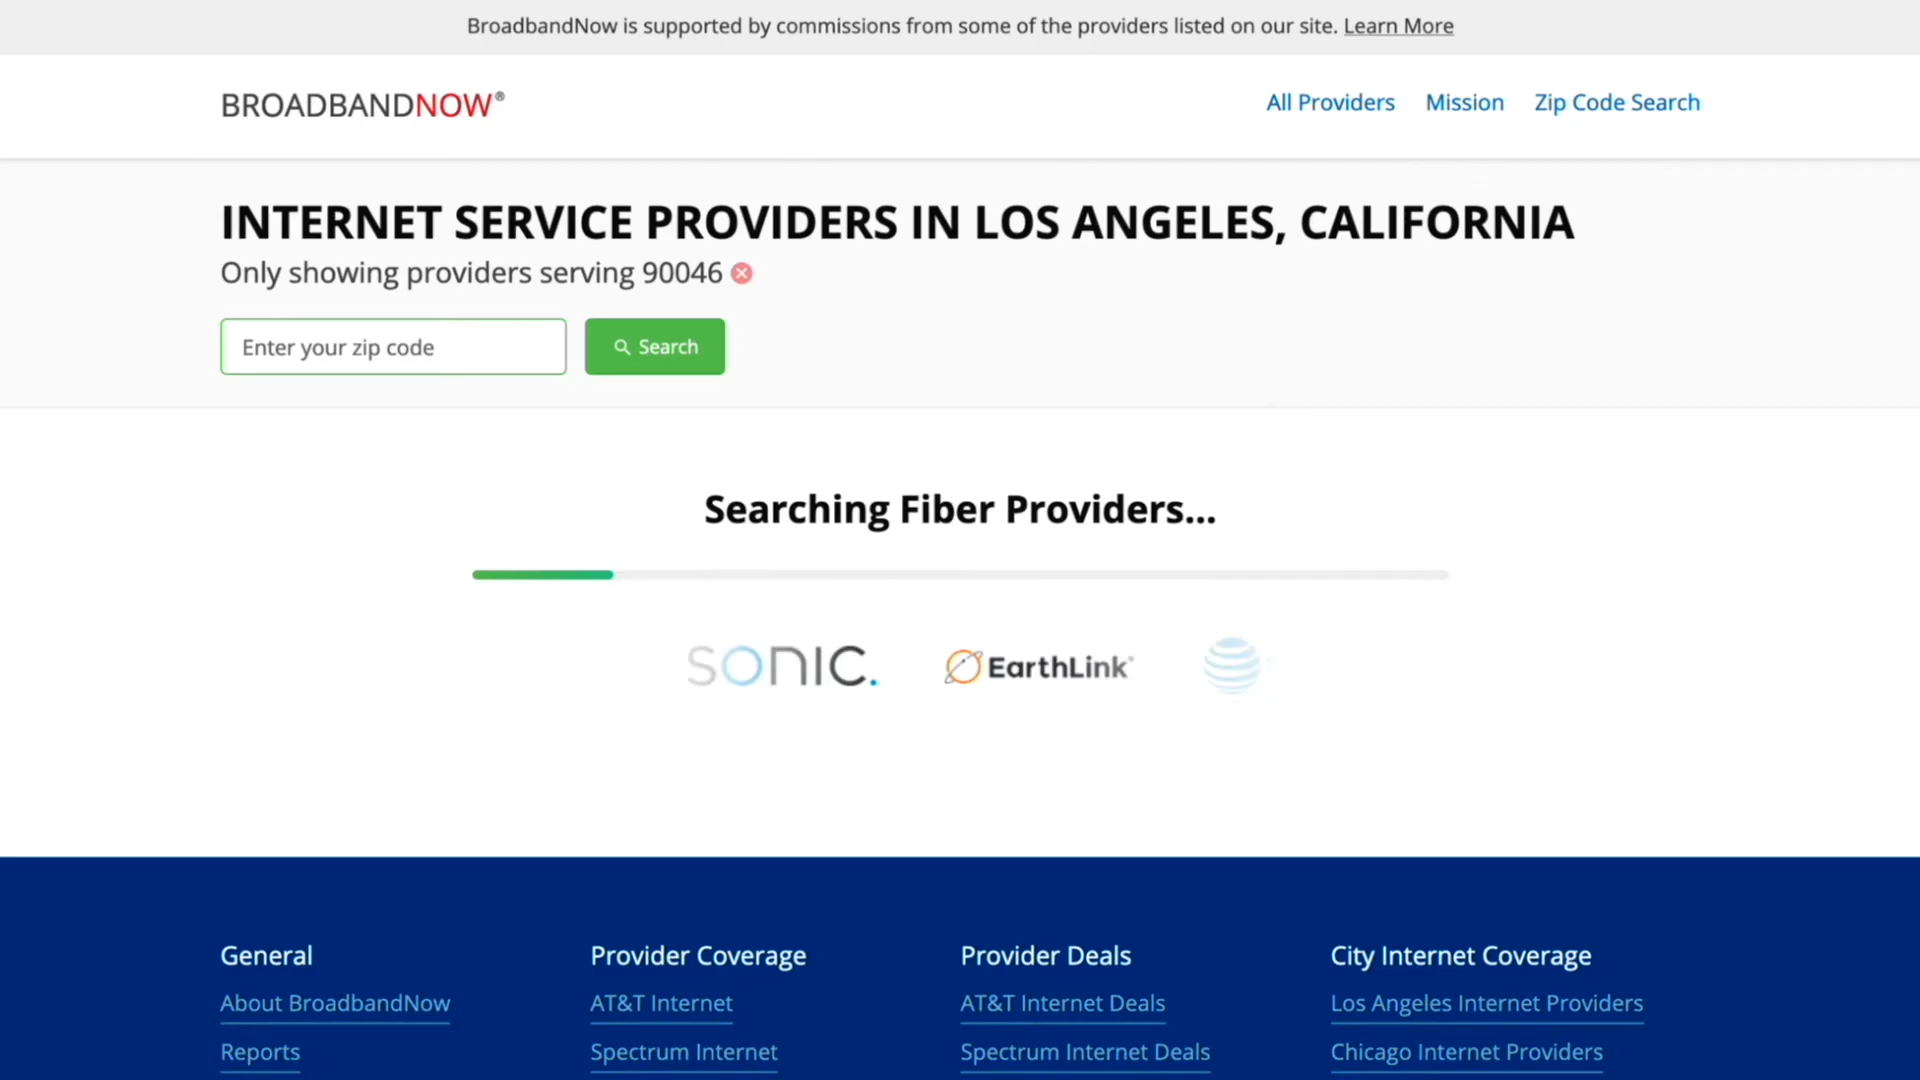 BroadbandNow is supported by commissions from some of the providers listed on our site. Learn More
BROADBANDNOW®
All Providers
Mission
Zip Code Search
INTERNET SERVICE PROVIDERS IN LOS ANGELES, CALIFORNIA
Only showing providers serving 90046
Enter your zip code
Search
Searching Fiber Providers...
sonic.
EarthLink
General
Provider Coverage
Provider Deals
City Internet Coverage
About BroadbandNow
AT&T Internet
AT&T Internet Deals
Los Angeles Internet Providers
Reports
Spectrum Internet
Spectrum Internet Deals
Chicago Internet Providers